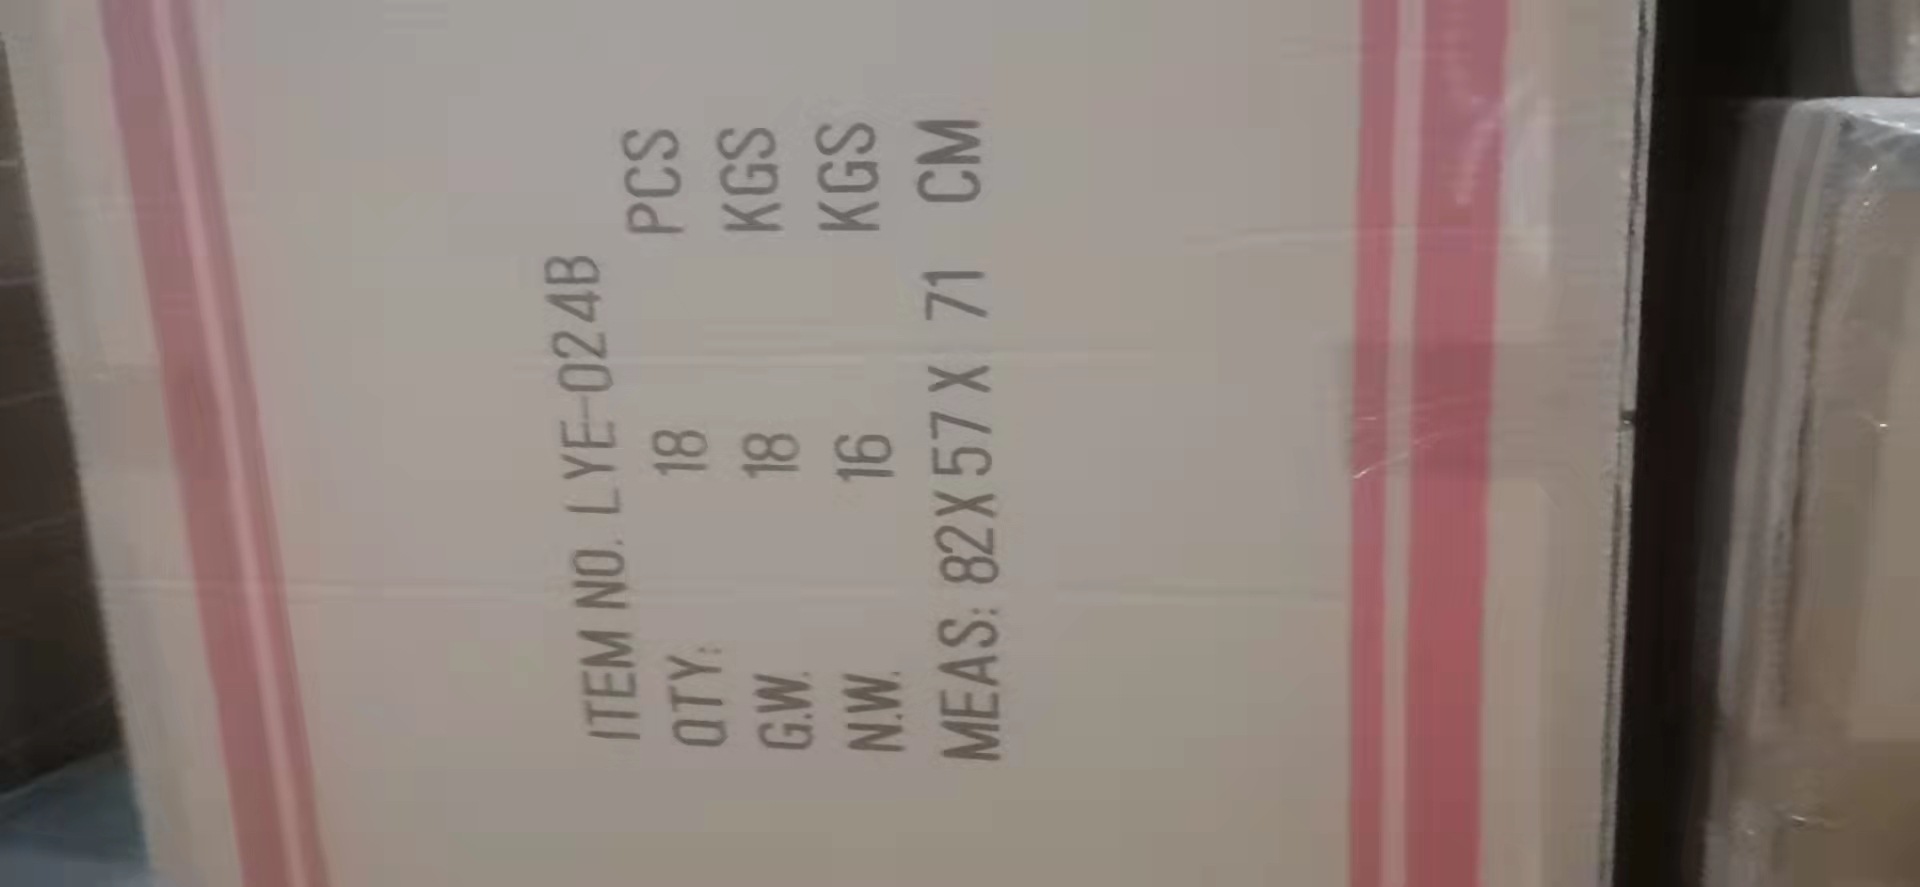 ITEM NO. LYE-024B
QTY: 18 PCS
G.W. 18 KGS
N.W. 16 KGS
MEAS: 82X57X 71 CM